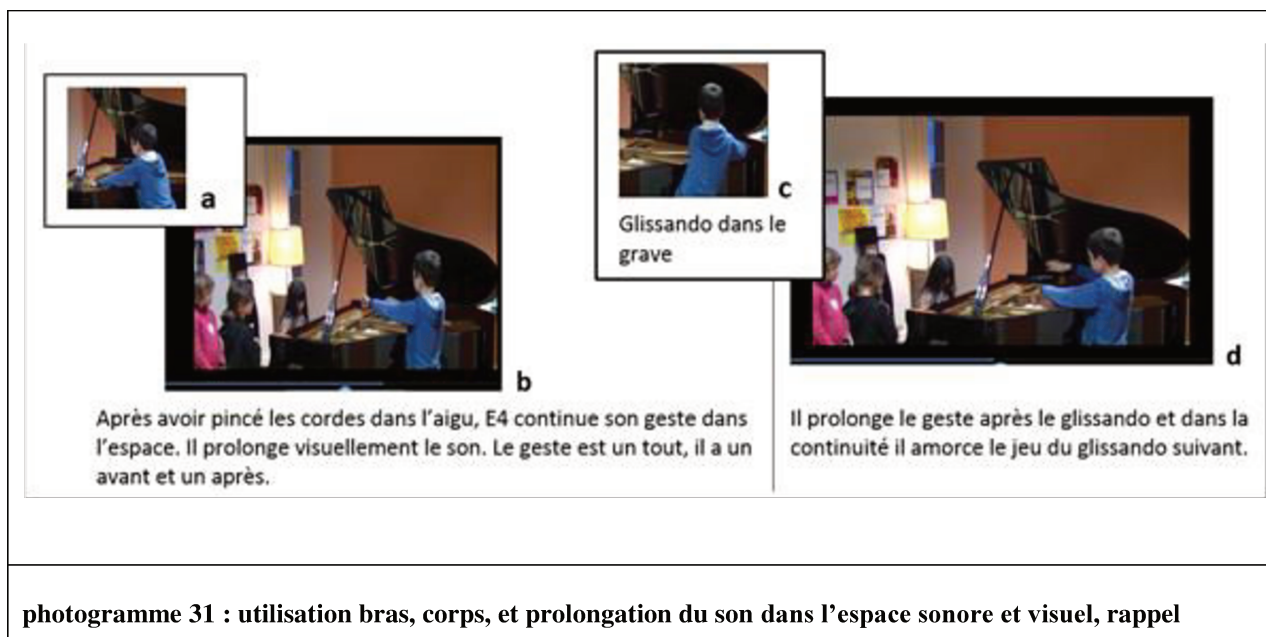 a
b
Après avoir pincé les cordes dans l'aigu, E4 continue son geste dans
l'espace. Il prolonge visuellement le son. Le geste est un tout, il a un
avant et un après.
c
Glissando dans le
grave
d
Il prolonge le geste après le glissando et dans la
continuité il amorce le jeu du glissando suivant.
photogramme 31 : utilisation bras, corps, et prolongation du son dans l'espace sonore et visuel, rappel